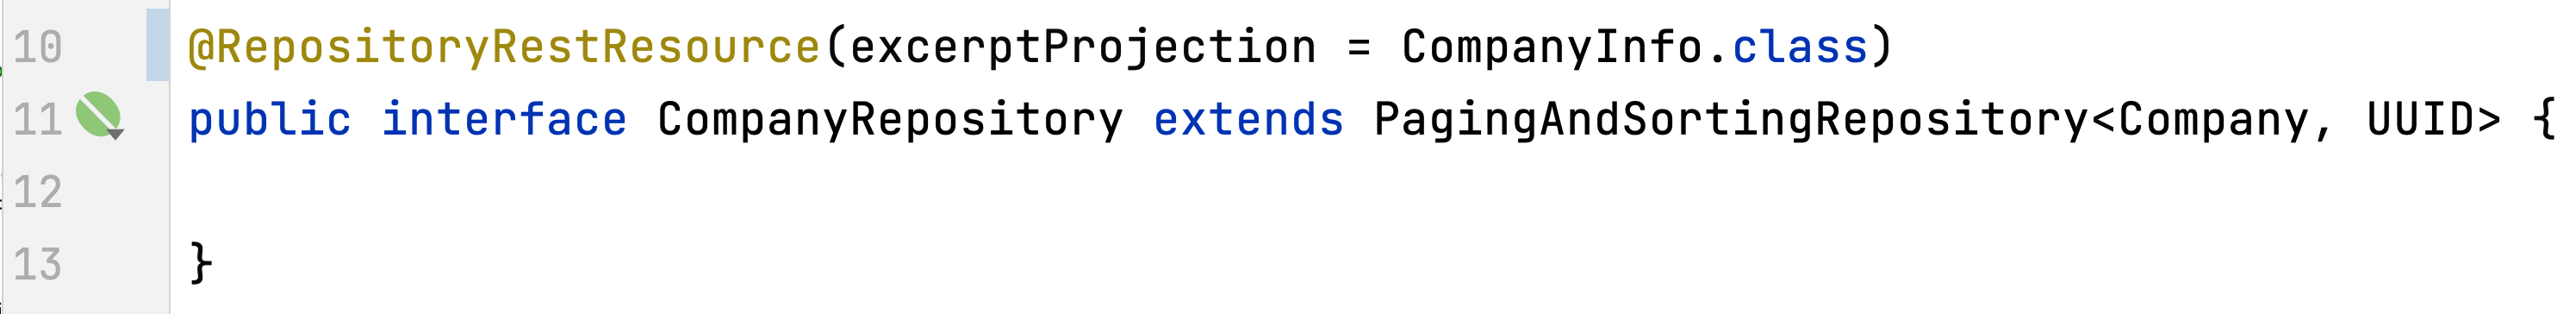 10 @RepositoryRestResource(excerptProjection = CompanyInfo.class)
11 public interface CompanyRepository extends PagingAndSortingRepository<Company, UUID> {
12
13 }